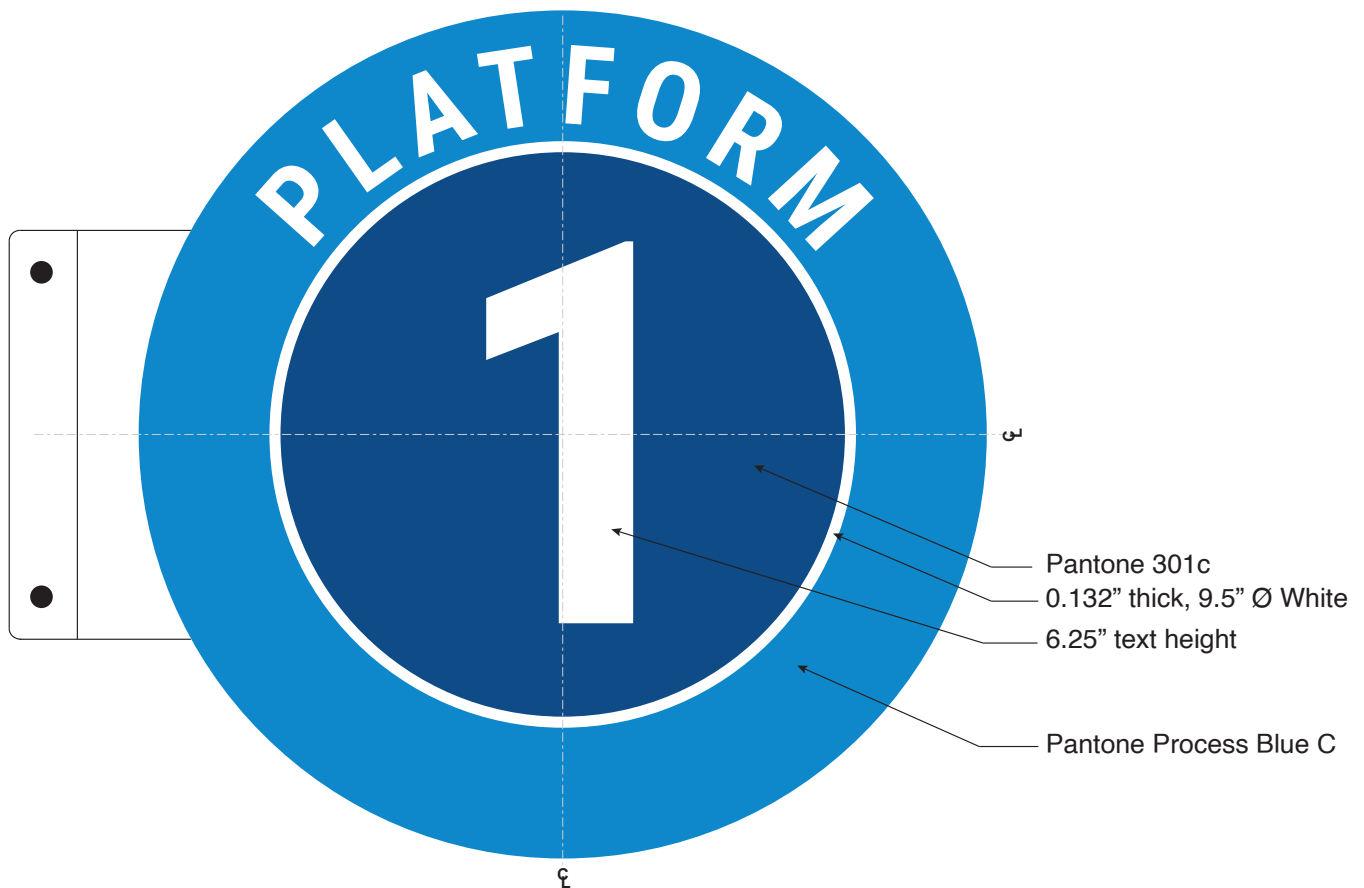 PLATFORM
1
℄
Pantone 301c
0.132” thick, 9.5” Ø White
6.25” text height
Pantone Process Blue C
℄